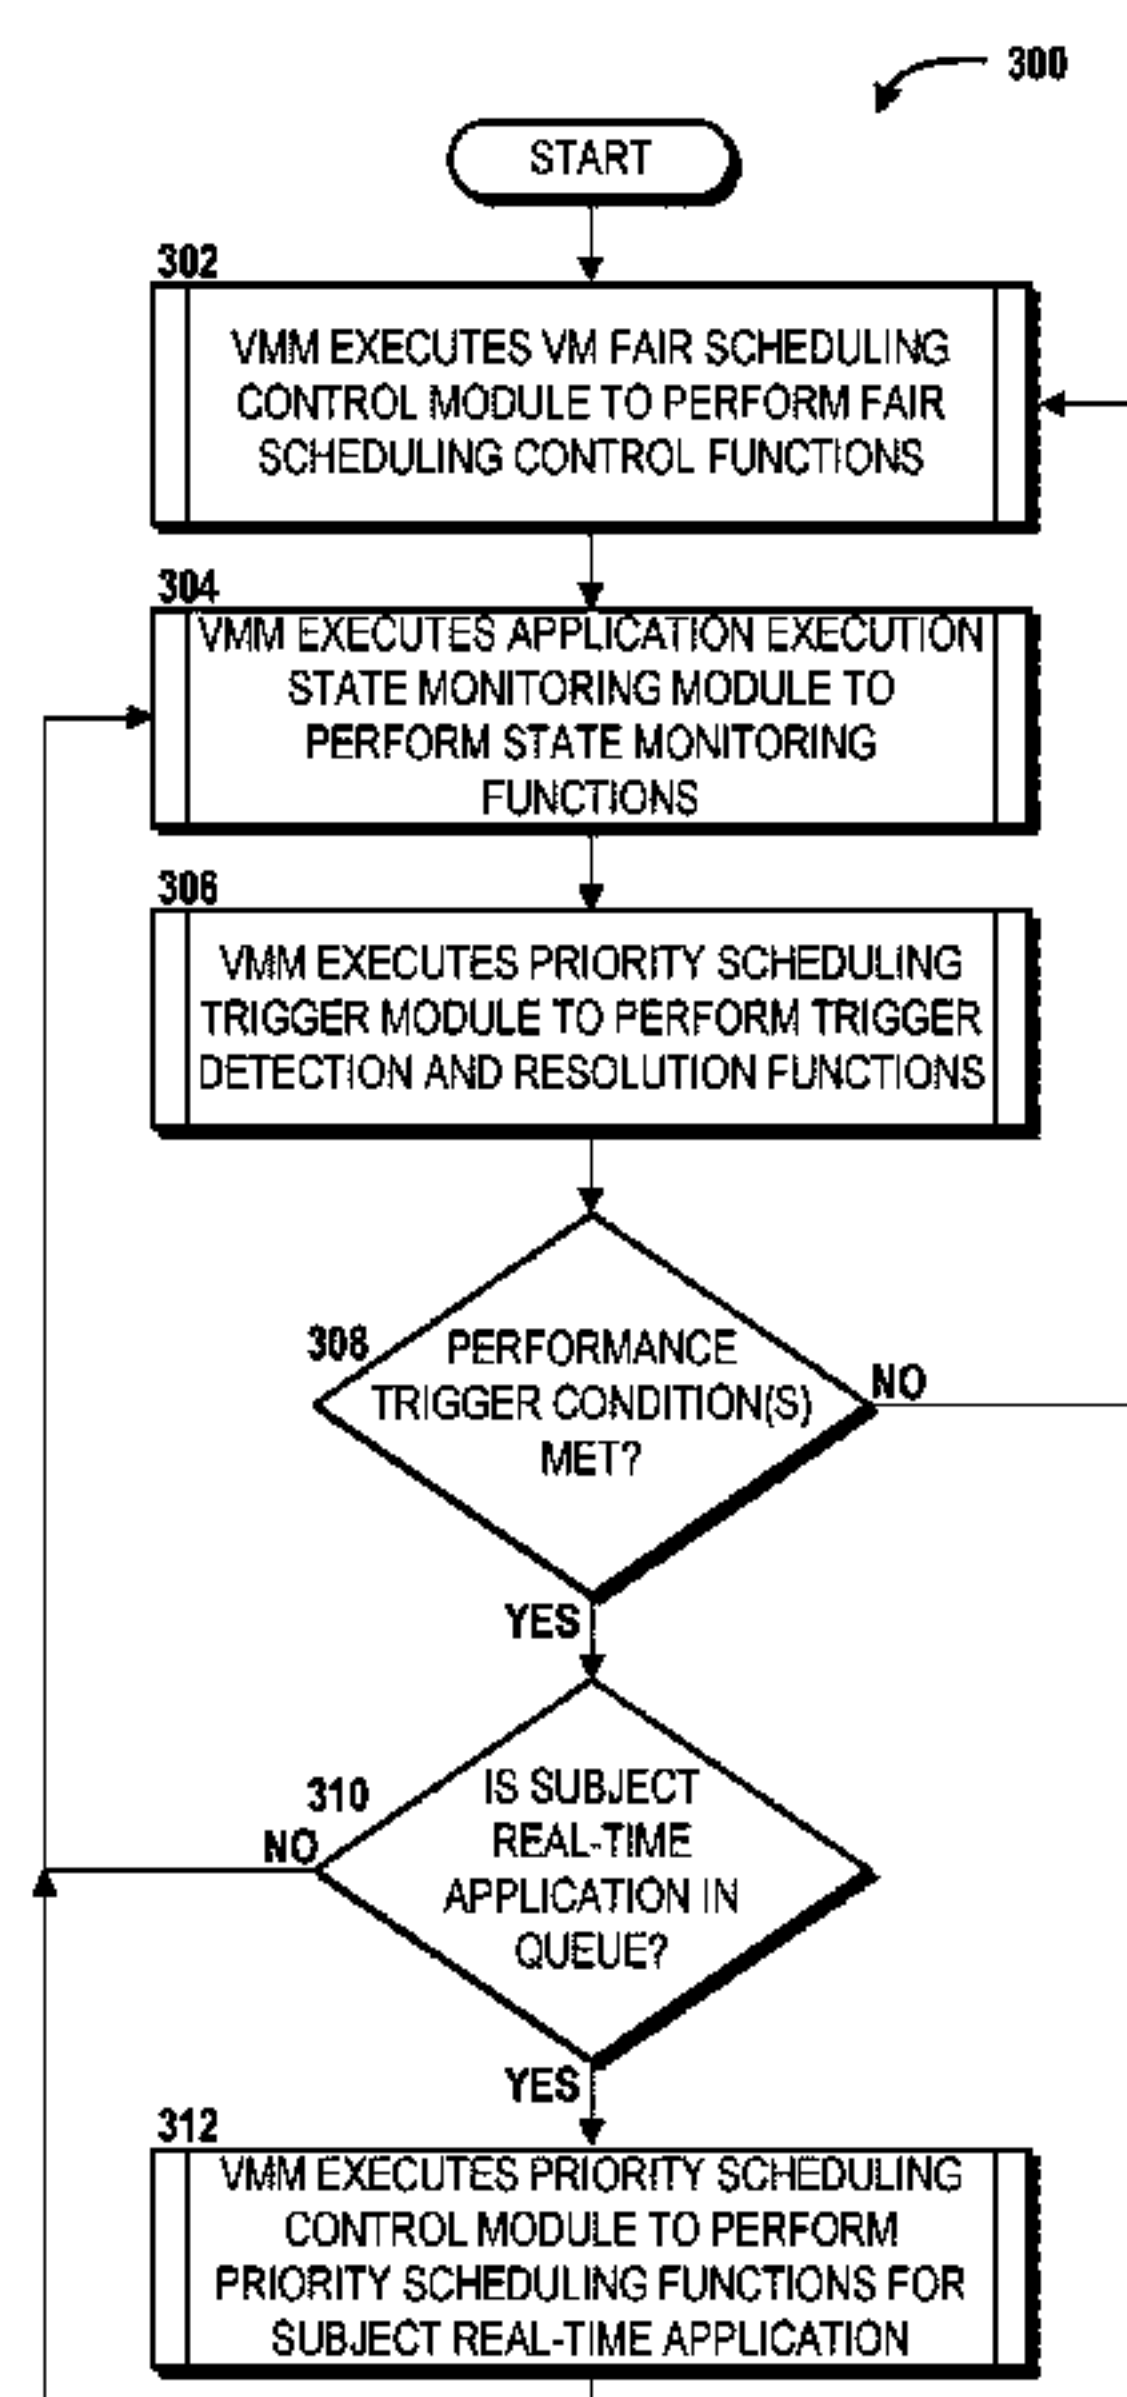 300
START
302
VMM EXECUTES VM FAIR SCHEDULING
CONTROL MODULE TO PERFORM FAIR
SCHEDULING CONTROL FUNCTIONS
304
VMM EXECUTES APPLICATION EXECUTION
STATE MONITORING MODULE TO
PERFORM STATE MONITORING
FUNCTIONS
306
VMM EXECUTES PRIORITY SCHEDULING
TRIGGER MODULE TO PERFORM TRIGGER
DETECTION AND RESOLUTION FUNCTIONS
308
PERFORMANCE
TRIGGER CONDITION(S)
MET?
NO
YES
310
IS SUBJECT
REAL-TIME
APPLICATION IN
QUEUE?
NO
YES
312
VMM EXECUTES PRIORITY SCHEDULING
CONTROL MODULE TO PERFORM
PRIORITY SCHEDULING FUNCTIONS FOR
SUBJECT REAL-TIME APPLICATION